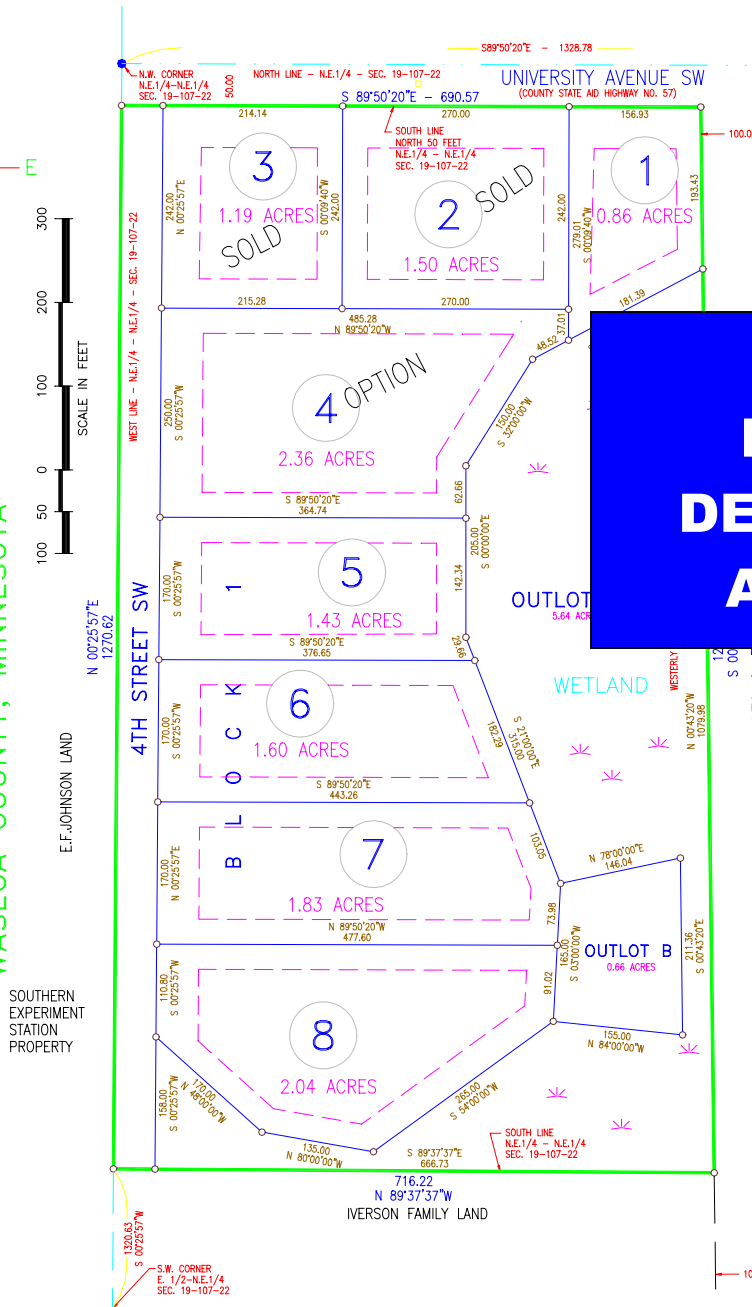 S89°50'20"E - 1328.78
N.W. CORNER
N.E.1/4-N.E.1/4
SEC. 19-107-22
50.00
NORTH LINE - N.E.1/4 - SEC. 19-107-22
UNIVERSITY AVENUE SW
(COUNTY STATE AID HIGHWAY NO. 57)
S 89°50'20"E - 690.57
214.14
270.00
156.93
SOUTH LINE
NORTH 50 FEET
N.E.1/4 - N.E.1/4
SEC. 19-107-22
100.0
E
3
1.19 ACRES
SOLD
2
SOLD
1.50 ACRES
1
0.86 ACRES
242.00
N 00°25'57"E
S 00°09'40"W
242.00
242.00
279.01
S 00°09'40"W
193.43
WEST LINE - N.E.1/4 - N.E.1/4 - SEC. 19-107-22
300
200
100
0
50
100
SCALE IN FEET
215.28
270.00
485.28
N 89°50'20"W
37.01
48.52
181.39
4
OPTION
2.36 ACRES
250.00
S 00°25'57"W
150.00
S 32°00'00"W
62.66
S 89°50'20"E
364.74
205.00
S 00°00'00"E
142.34
29.66
DE
A
5
1.43 ACRES
170.00
S 00°25'57"W
S 89°50'20"E
376.65
OUTLOT
5.64
WETLAND
WESTERLY
WASECA COUNTY, MINNESOTA
N 00°25'57"E
1270.62
4TH STREET SW
BLOCK 1
E.F.JOHNSON LAND
6
1.60 ACRES
170.00
S 00°25'57"W
S 89°50'20"E
443.26
182.29
S 21°00'00"E
315.00
N 00°43'20"W
1079.98
7
1.83 ACRES
170.00
N 00°25'57"E
N 89°50'20"W
477.60
103.05
N 78°00'00"E
146.04
73.98
165.00
S 03°00'00"W
91.02
OUTLOT B
0.66 ACRES
211.36
S 00°43'20"E
155.00
N 84°00'00"W
SOUTHERN
EXPERIMENT
STATION
PROPERTY
8
2.04 ACRES
110.80
S 00°25'57"W
158.00
S 00°25'57"W
170.00
N 48°00'00"W
135.00
N 80°00'00"W
265.00
S 54°00'00"W
S 89°37'37"E
666.73
SOUTH LINE
N.E.1/4 - N.E.1/4
SEC. 19-107-22
716.22
N 89°37'37"W
IVERSON FAMILY LAND
1320.63
S 00°25'57"W
S.W. CORNER
E. 1/2-N.E.1/4
SEC. 19-107-22
10